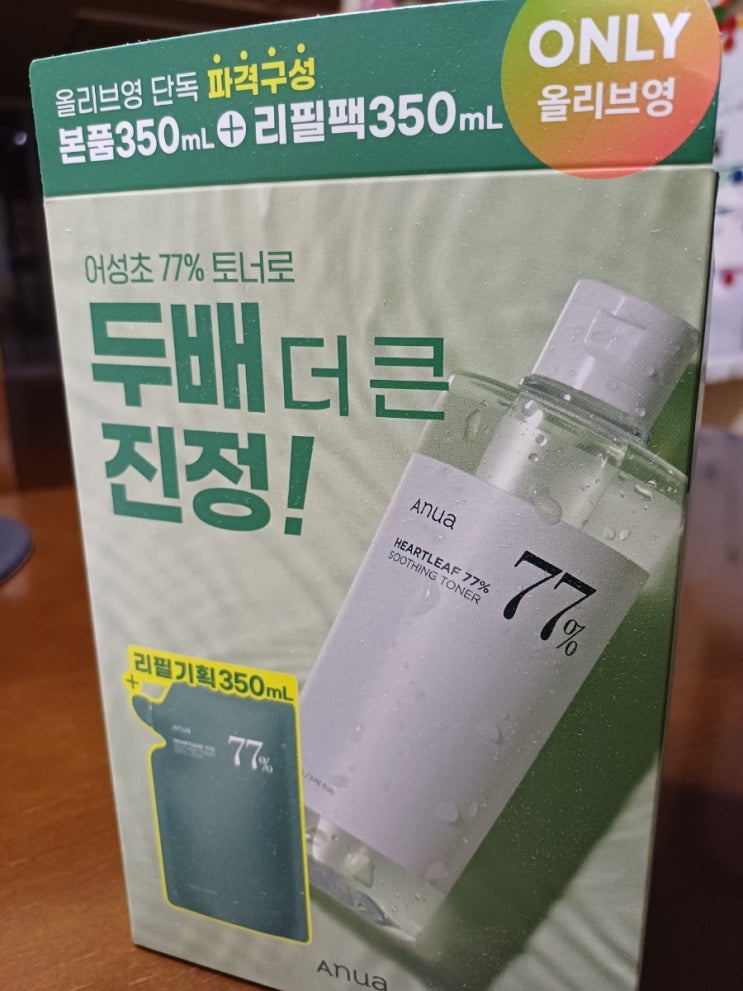 올리브영 단독 파격구성
본품350mL+리필팩350mL
ONLY
올리브영
어성초 77% 토너로
두배 더 큰
진정!
Anua
HEARTLEAF 77%
SOOTHING TONER
77%
+리필기획350mL
Anua
HEARTLEAF 77%
77%
Anua